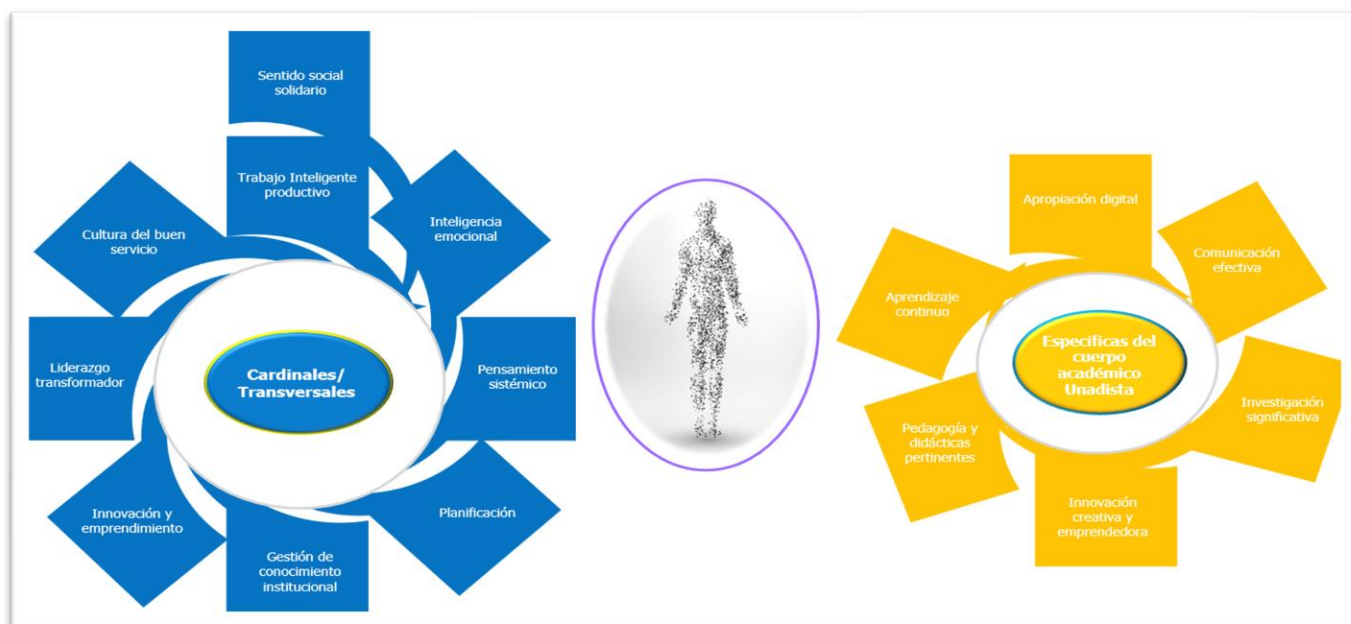 Sentido social
solidario
Trabajo Inteligente
productivo
Inteligencia
emocional
Cultura del buen
servicio
Liderazgo
transformador
Cardinales/
Transversales
Pensamiento
sistémico
Innovación y
emprendimiento
Planificación
Gestión de
conocimiento
institucional
Apropiación digital
Comunicación
efectiva
Aprendizaje
continuo
Específicas del
cuerpo
académico
Unadista
Investigación
significativa
Pedagogía y
didácticas
pertinentes
Innovación
creativa y
emprendedora